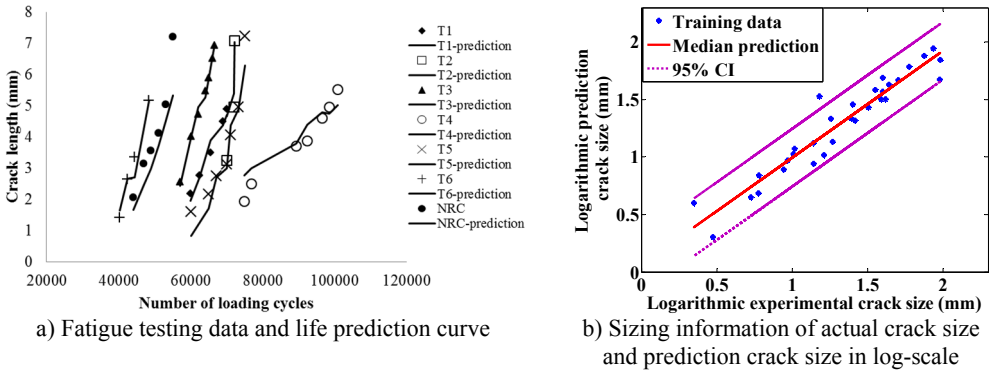 8
7
6
5
4
3
2
1
0
Crack length (mm)
20000 40000 60000 80000 100000 120000
Number of loading cycles
T1
T1-prediction
T2
T2-prediction
T3
T3-prediction
T4
T4-prediction
T5
T5-prediction
T6
T6-prediction
NRC
NRC-prediction
a) Fatigue testing data and life prediction curve
Training data
Median prediction
95% CI
2
1.5
1
0.5
0
Logarithmic prediction
crack size (mm)
0 0.5 1 1.5 2
Logarithmic experimental crack size (mm)
b) Sizing information of actual crack size
and prediction crack size in log-scale